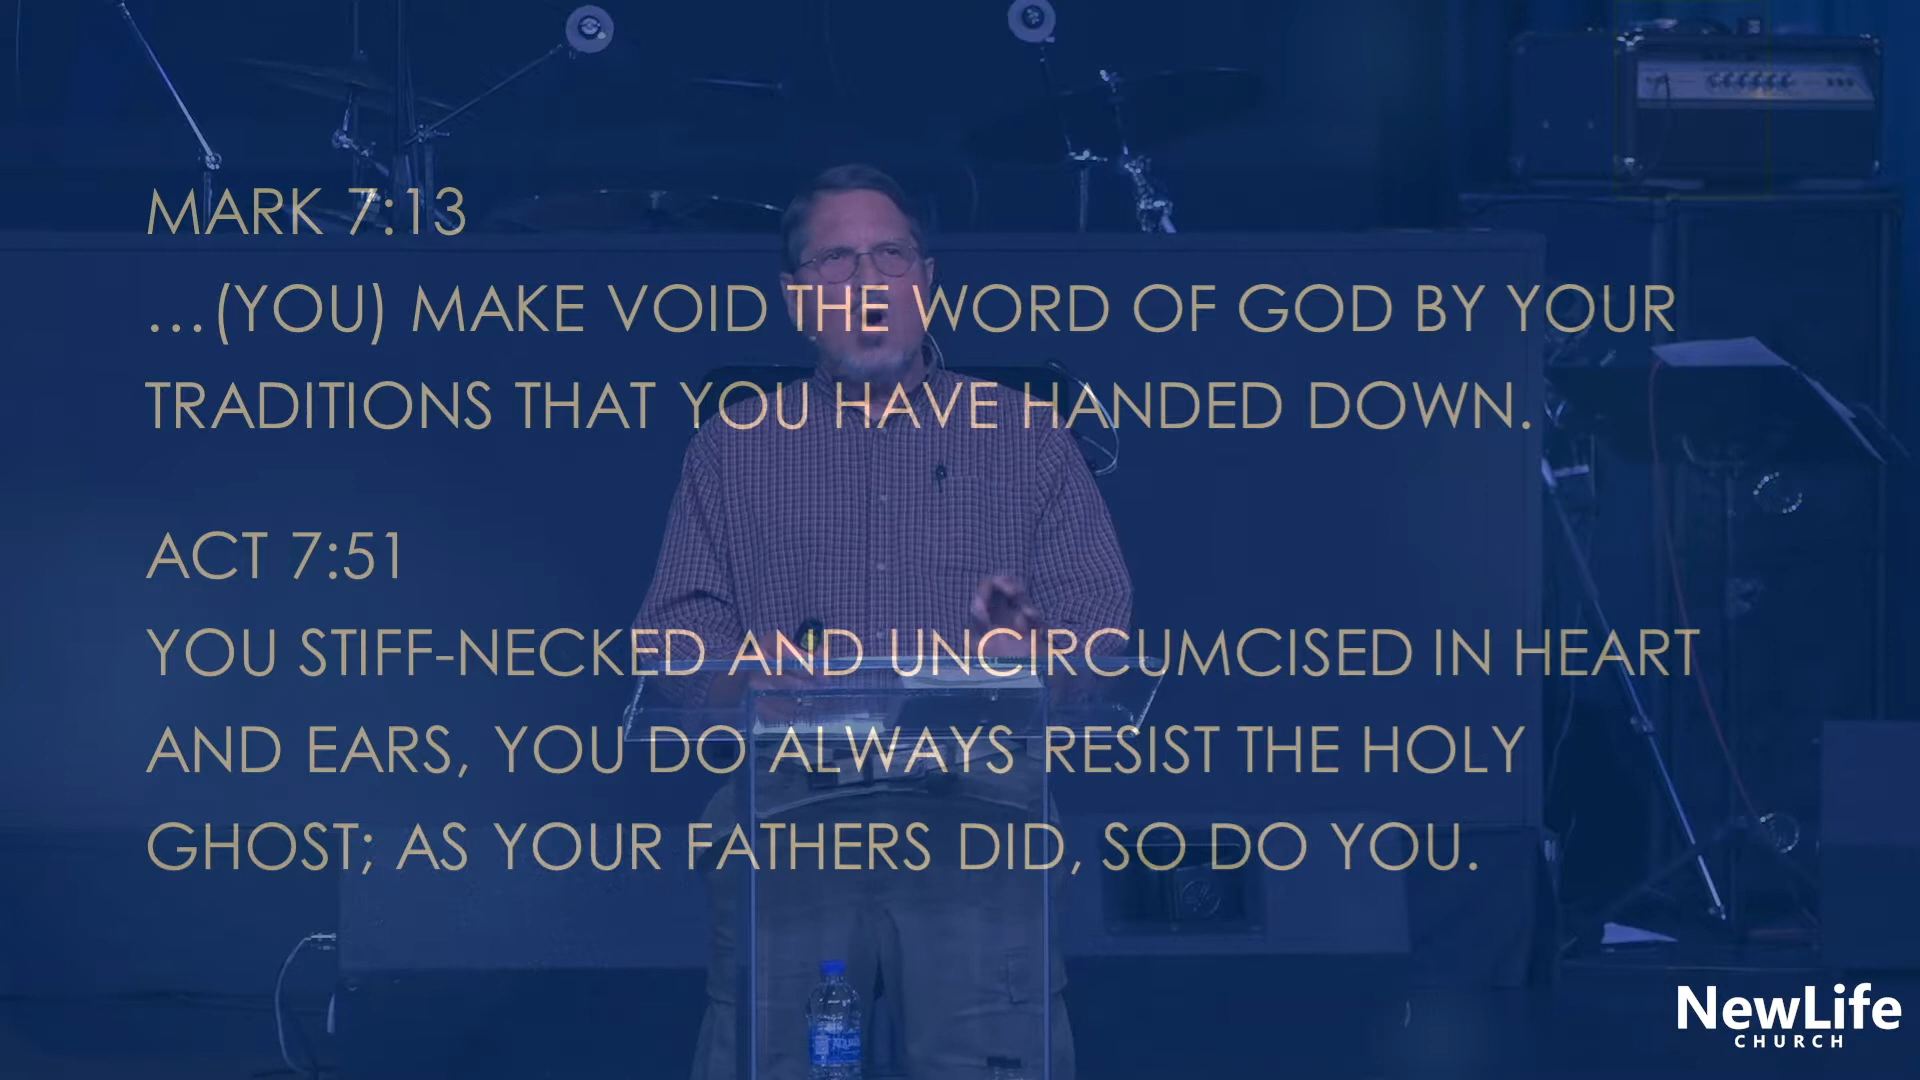 MARK 7:13
...(YOU) MAKE VOID THE WORD OF GOD BY YOUR
TRADITIONS THAT YOU HAVE HANDED DOWN.
ACT 7:51
YOU STIFF-NECKED AND UNCIRCUMCISED IN HEART
AND EARS, YOU DO ALWAYS RESIST THE HOLY
GHOST; AS YOUR FATHERS DID, SO DO YOU.
NewLife
CHURCH